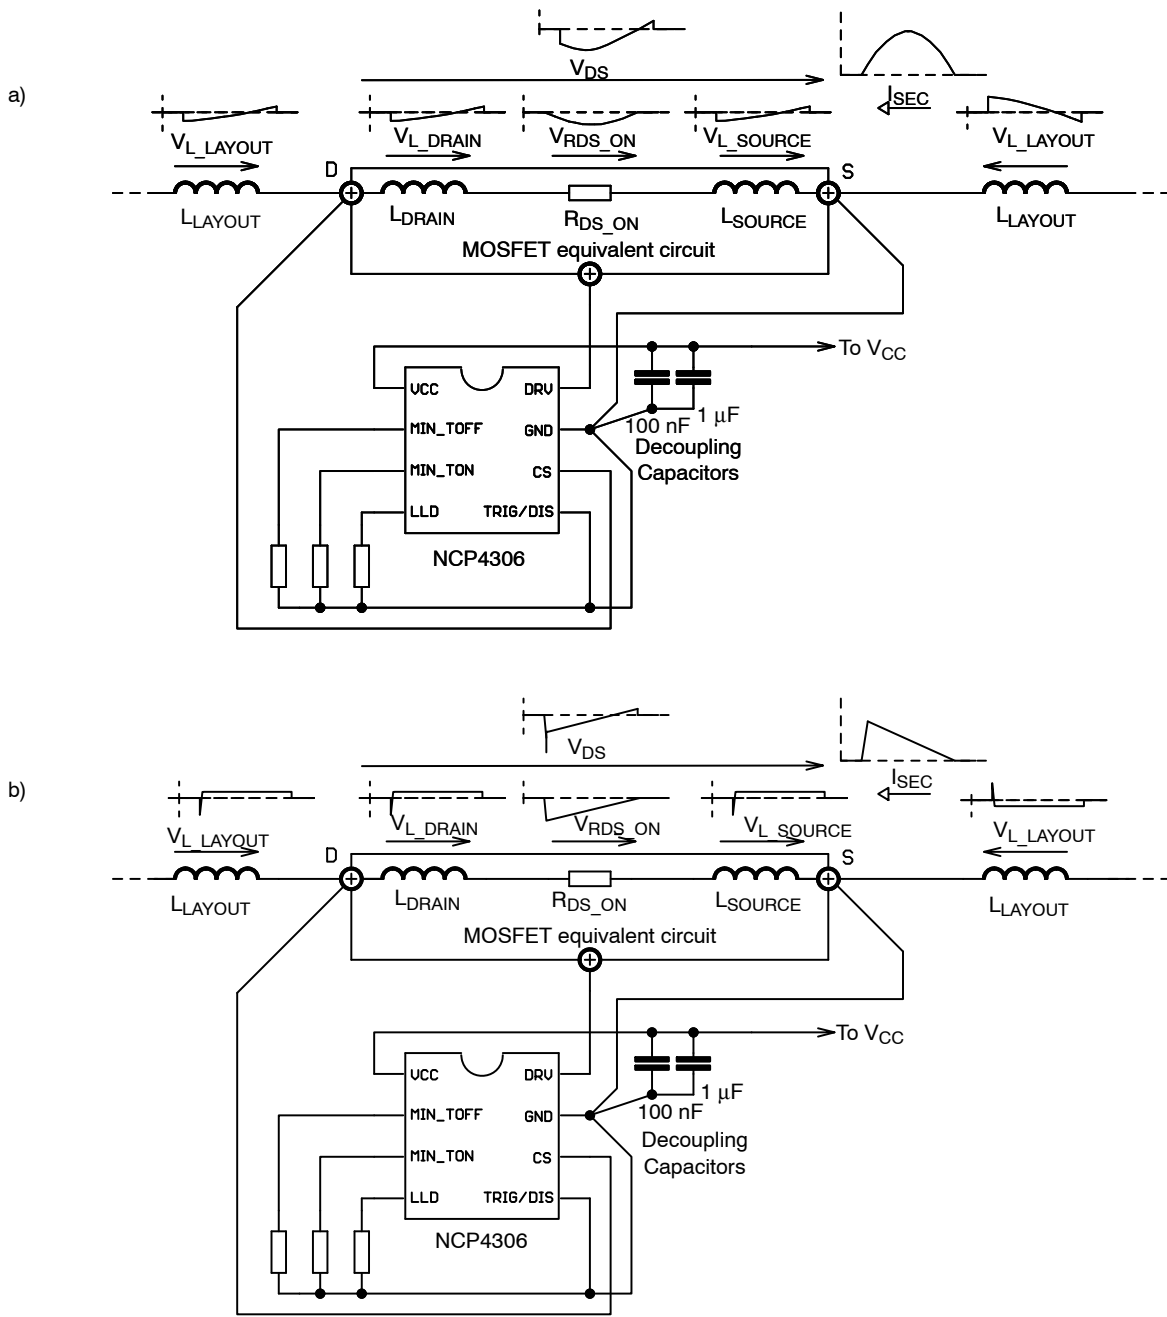 a)
V_DS
I_SEC
V_L_LAYOUT
V_L_DRAIN
V_RDS_ON
V_L_SOURCE
V_L_LAYOUT
D
S
L_LAYOUT
L_DRAIN
R_DS_ON
L_SOURCE
L_LAYOUT
MOSFET equivalent circuit
To V_CC
VCC
DRV
MIN_TOFF
GND
MIN_TON
CS
LLD
TRIG/DIS
NCP4306
100 nF
1 μF
Decoupling
Capacitors
b)
V_DS
I_SEC
V_L_LAYOUT
V_L_DRAIN
V_RDS_ON
V_L_SOURCE
V_L_LAYOUT
D
S
L_LAYOUT
L_DRAIN
R_DS_ON
L_SOURCE
L_LAYOUT
MOSFET equivalent circuit
To V_CC
VCC
DRV
MIN_TOFF
GND
MIN_TON
CS
LLD
TRIG/DIS
NCP4306
100 nF
1 μF
Decoupling
Capacitors